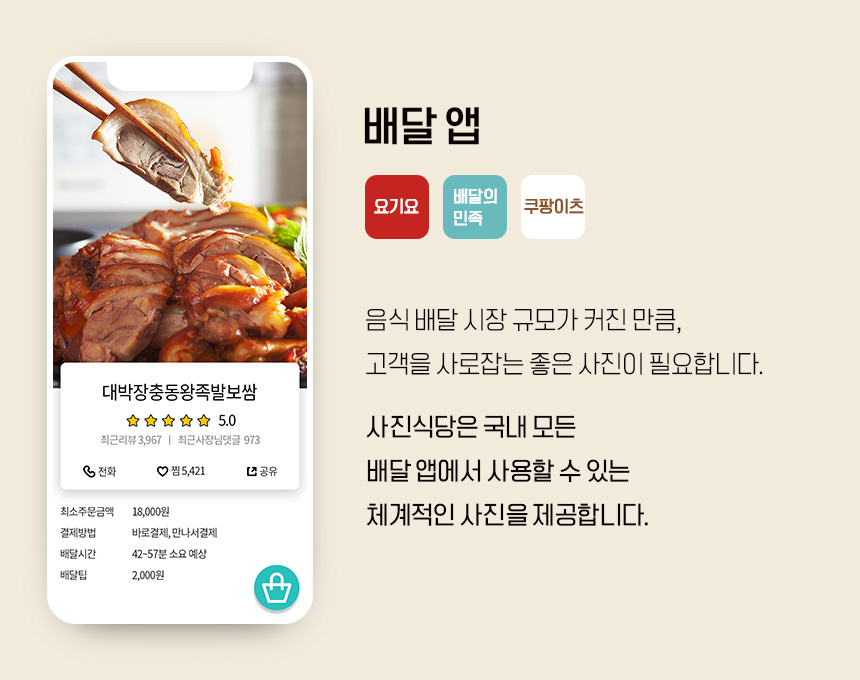 대박장충동왕족발보쌈
5.0
최근리뷰 3,967 | 최근사장님댓글 973
전화 찜 5,421 공유
최소주문금액 18,000원
결제방법 바로결제, 만나서결제
배달시간 42~57분 소요 예상
배달팁 2,000원
배달 앱
요기요
배달의
민족
쿠팡이츠
음식 배달 시장 규모가 커진 만큼,
고객을 사로잡는 좋은 사진이 필요합니다.
사진식당은 국내 모든
배달 앱에서 사용할 수 있는
체계적인 사진을 제공합니다.